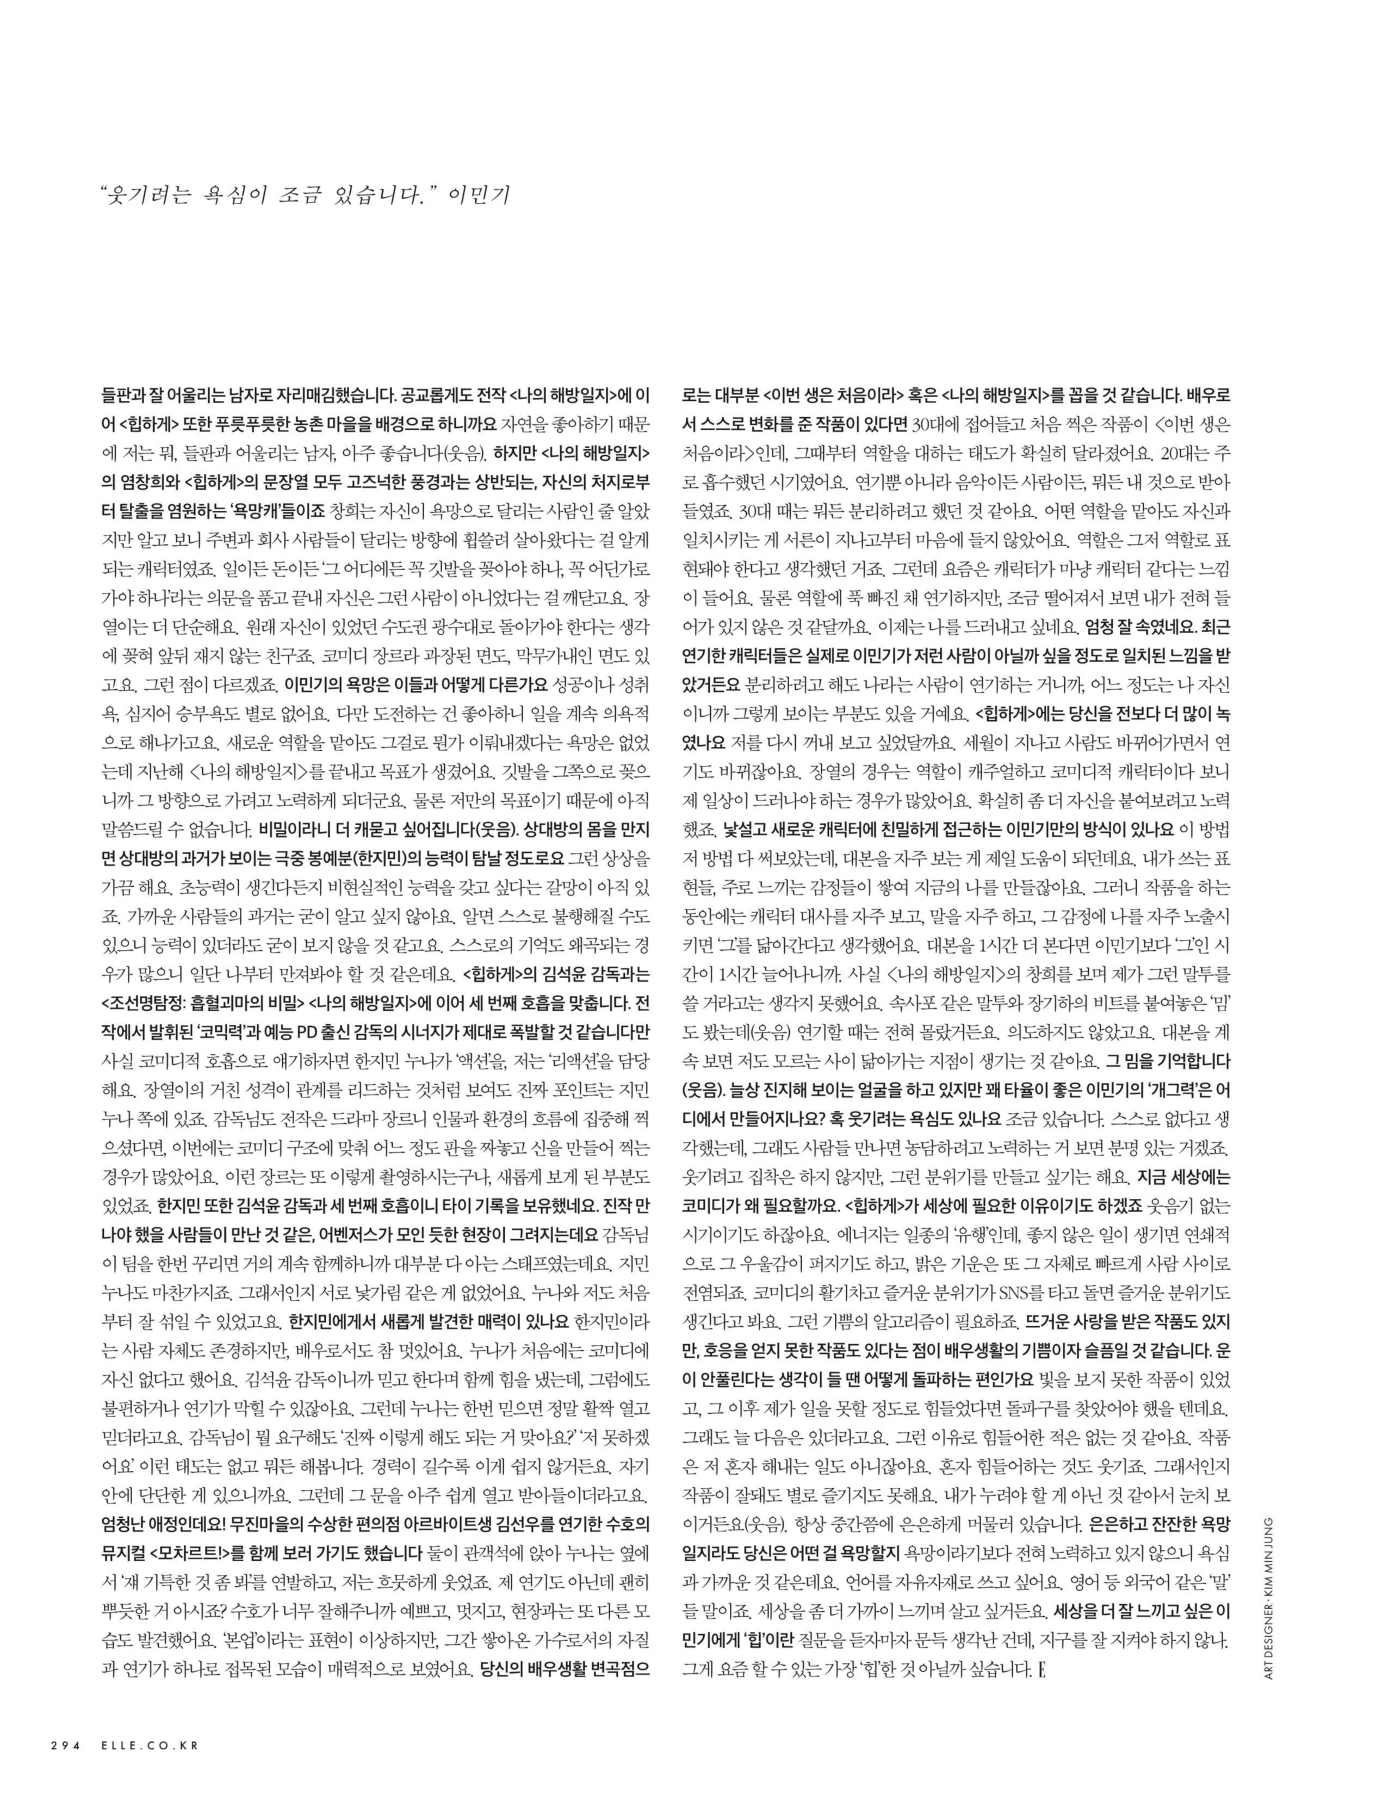 “웃기려는 욕심이 조금 있습니다.” 이민기
들판과 잘 어울리는 남자로 자리매김했습니다. 공교롭게도 전작 <나의 해방일지>에 이
어 <힙하게> 또한 푸릇푸릇한 농촌 마을을 배경으로 하니까요 자연을 좋아하기 때문
에 저는 뭐, 들판과 어울리는 남자, 아주 좋습니다(웃음). 하지만 <나의 해방일지>
의 염창희와 <힙하게>의 문장열 모두 고즈넉한 풍경과는 상반되는, 자신의 처지로부
터 탈출을 염원하는 ‘욕망캐’들이죠 창희는 자신이 욕망으로 달리는 사람인 줄 알았
지만 알고 보니 주변과 회사 사람들이 달리는 방향에 휩쓸려 살아왔다는 걸 알게
되는 캐릭터였죠. 일이든 돈이든 ‘그 어디에든 꼭 깃발을 꽂아야 하나, 꼭 어딘가로
가야 하나’라는 의문을 품고 끝내 자신은 그런 사람이 아니었다는 걸 깨닫고요. 장
열이는 더 단순해요. 원래 자신이 있었던 수도권 광수대로 돌아가야 한다는 생각
에 꽂혀 앞뒤 재지 않는 친구죠. 코미디 장르라 과장된 면도, 막무가내인 면도 있
고요. 그런 점이 다르겠죠. 이민기의 욕망은 이들과 어떻게 다른가요 성공이나 성취
욕, 심지어 승부욕도 별로 없어요. 다만 도전하는 건 좋아하니 일을 계속 의욕적
으로 해나가고요. 새로운 역할을 맡아도 그걸로 뭔가 이뤄내겠다는 욕망은 없었
는데 지난해 <나의 해방일지>를 끝내고 목표가 생겼어요. 깃발을 그쪽으로 꽂으
니까 그 방향으로 가려고 노력하게 되더군요. 물론 저만의 목표이기 때문에 아직
말씀드릴 수 없습니다. 비밀이라니 더 캐묻고 싶어집니다(웃음). 상대방의 몸을 만지
면 상대방의 과거가 보이는 극중 봉예분(한지민)의 능력이 탐날 정도로요 그런 상상을
가끔 해요. 초능력이 생긴다든지 비현실적인 능력을 갖고 싶다는 갈망이 아직 있
죠. 가까운 사람들의 과거는 굳이 알고 싶지 않아요. 알면 스스로 불행해질 수도
있으니 능력이 있더라도 굳이 보지 않을 것 같고요. 스스로의 기억도 왜곡되는 경
우가 많으니 일단 나부터 만져봐야 할 것 같은데요. <힙하게>의 김석윤 감독과는
<조선명탐정: 흡혈괴마의 비밀> <나의 해방일지>에 이어 세 번째 호흡을 맞춥니다. 전
작에서 발휘된 ‘코믹력’과 예능 PD 출신 감독의 시너지가 제대로 폭발할 것 같습니다만
사실 코미디적 호흡으로 얘기하자면 한지민 누나가 ‘액션’을, 저는 ‘리액션’을 담당
해요. 장열이의 거친 성격이 관계를 리드하는 것처럼 보여도 진짜 포인트는 지민
누나 쪽에 있죠. 감독님도 전작은 드라마 장르니 인물과 환경의 흐름에 집중해 찍
으셨다면, 이번에는 코미디 구조에 맞춰 어느 정도 판을 짜놓고 신을 만들어 찍는
경우가 많았어요. 이런 장르는 또 이렇게 촬영하시는구나, 새롭게 보게 된 부분도
있었죠. 한지민 또한 김석윤 감독과 세 번째 호흡이니 타이 기록을 보유했네요. 진작 만
나야 했을 사람들이 만난 것 같은, 어벤저스가 모인 듯한 현장이 그려지는데요 감독님
이 팀을 한번 꾸리면 거의 계속 함께하니까 대부분 다 아는 스태프였는데요. 지민
누나도 마찬가지죠. 그래서인지 서로 낯가림 같은 게 없었어요. 누나와 저도 처음
부터 잘 섞일 수 있었고요. 한지민에게서 새롭게 발견한 매력이 있나요 한지민이라
는 사람 자체도 존경하지만, 배우로서도 참 멋있어요. 누나가 처음에는 코미디에
자신 없다고 했어요. 김석윤 감독이니까 믿고 한다며 함께 힘을 냈는데, 그럼에도
불편하거나 연기가 막힐 수 있잖아요. 그런데 누나는 한번 믿으면 정말 활짝 열고
믿더라고요. 감독님이 뭘 요구해도 ‘진짜 이렇게 해도 되는 거 맞아요?’ ‘저 못하겠
어요’ 이런 태도는 없고 뭐든 해봅니다. 경력이 길수록 이게 쉽지 않거든요. 자기
안에 단단한 게 있으니까요. 그런데 그 문을 아주 쉽게 열고 받아들이더라고요.
엄청난 애정인데요! 무진마을의 수상한 편의점 아르바이트생 김선우를 연기한 수호의
뮤지컬 <모차르트!>를 함께 보러 가기도 했습니다 둘이 관객석에 앉아 누나는 옆에
서 ‘쟤 기특한 것 좀 봐’를 연발하고, 저는 흐뭇하게 웃었죠. 제 연기도 아닌데 괜히
뿌듯한 거 아시죠? 수호가 너무 잘해주니까 예쁘고, 멋지고, 현장과는 또 다른 모
습도 발견했어요. ‘본업’이라는 표현이 이상하지만, 그간 쌓아온 가수로서의 자질
과 연기가 하나로 접목된 모습이 매력적으로 보였어요. 당신의 배우생활 변곡점으
로는 대부분 <이번 생은 처음이라> 혹은 <나의 해방일지>를 꼽을 것 같습니다. 배우로
서 스스로 변화를 준 작품이 있다면 30대에 접어들고 처음 찍은 작품이 <이번 생은
처음이라>인데, 그때부터 역할을 대하는 태도가 확실히 달라졌어요. 20대는 주
로 흡수했던 시기였어요. 연기뿐 아니라 음악이든 사람이든, 뭐든 내 것으로 받아
들였죠. 30대 때는 뭐든 분리하려고 했던 것 같아요. 어떤 역할을 맡아도 자신과
일치시키는 게 서른이 지나고부터 마음에 들지 않았어요. 역할은 그저 역할로 표
현돼야 한다고 생각했던 거죠. 그런데 요즘은 캐릭터가 마냥 캐릭터 같다는 느낌
이 들어요. 물론 역할에 푹 빠진 채 연기하지만, 조금 떨어져서 보면 내가 전혀 들
어가 있지 않은 것 같달까요. 이제는 나를 드러내고 싶네요. 엄청 잘 속였네요. 최근
연기한 캐릭터들은 실제로 이민기가 저런 사람이 아닐까 싶을 정도로 일치된 느낌을 받
았거든요 분리하려고 해도 나라는 사람이 연기하는 거니까, 어느 정도는 나 자신
이니까 그렇게 보이는 부분도 있을 거예요. <힙하게>에는 당신을 전보다 더 많이 녹
였나요 저를 다시 꺼내 보고 싶었달까요. 세월이 지나고 사람도 바뀌어가면서 연
기도 바뀌잖아요. 장열의 경우는 역할이 캐주얼하고 코미디적 캐릭터이다 보니
제 일상이 드러나야 하는 경우가 많았어요. 확실히 좀 더 자신을 붙여보려고 노력
했죠. 낯설고 새로운 캐릭터에 친밀하게 접근하는 이민기만의 방식이 있나요 이 방법
저 방법 다 써보았는데, 대본을 자주 보는 게 제일 도움이 되던데요. 내가 쓰는 표
현들, 주로 느끼는 감정들이 쌓여 지금의 나를 만들잖아요. 그러니 작품을 하는
동안에는 캐릭터 대사를 자주 보고, 말을 자주 하고, 그 감정에 나를 자주 노출시
키면 ‘그’를 닮아간다고 생각했어요. 대본을 1시간 더 본다면 이민기보다 ‘그’인 시
간이 1시간 늘어나니까. 사실 <나의 해방일지>의 창희를 보며 제가 그런 말투를
쓸 거라고는 생각지 못했어요. 속사포 같은 말투와 장기하의 비트를 붙여놓은 ‘밈’
도 봤는데(웃음) 연기할 때는 전혀 몰랐거든요. 의도하지도 않았고요. 대본을 계
속 보면 저도 모르는 사이 닮아가는 지점이 생기는 것 같아요. 그 밈을 기억합니다
(웃음). 늘상 진지해 보이는 얼굴을 하고 있지만 꽤 타율이 좋은 이민기의 ‘개그력’은 어
디에서 만들어지나요? 혹 웃기려는 욕심도 있나요 조금 있습니다. 스스로 없다고 생
각했는데, 그래도 사람들 만나면 농담하려고 노력하는 거 보면 분명 있는 거겠죠.
웃기려고 집착은 하지 않지만, 그런 분위기를 만들고 싶기는 해요. 지금 세상에는
코미디가 왜 필요할까요. <힙하게>가 세상에 필요한 이유이기도 하겠죠 웃음기 없는
시기이기도 하잖아요. 에너지는 일종의 ‘유행’인데, 좋지 않은 일이 생기면 연쇄적
으로 그 우울감이 퍼지기도 하고, 밝은 기운은 또 그 자체로 빠르게 사람 사이로
전염되죠. 코미디의 활기차고 즐거운 분위기가 SNS를 타고 돌면 즐거운 분위기도
생긴다고 봐요. 그런 기쁨의 알고리즘이 필요하죠. 뜨거운 사랑을 받은 작품도 있지
만, 호응을 얻지 못한 작품도 있다는 점이 배우생활의 기쁨이자 슬픔일 것 같습니다. 운
이 안풀린다는 생각이 들 땐 어떻게 돌파하는 편인가요 빛을 보지 못한 작품이 있었
고, 그 이후 제가 일을 못할 정도로 힘들었다면 돌파구를 찾았어야 했을 텐데요.
그래도 늘 다음은 있더라고요. 그런 이유로 힘들어한 적은 없는 것 같아요. 작품
은 저 혼자 해내는 일도 아니잖아요. 혼자 힘들어하는 것도 웃기죠. 그래서인지
작품이 잘돼도 별로 즐기지도 못해요. 내가 누려야 할 게 아닌 것 같아서 눈치 보
이거든요(웃음). 항상 중간쯤에 은은하게 머물러 있습니다. 은은하고 잔잔한 욕망
일지라도 당신은 어떤 걸 욕망할지 욕망이라기보다 전혀 노력하고 있지 않으니 욕심
과 가까운 것 같은데요. 언어를 자유자재로 쓰고 싶어요. 영어 등 외국어 같은 ‘말’
들 말이죠. 세상을 좀 더 가까이 느끼며 살고 싶거든요. 세상을 더 잘 느끼고 싶은 이
민기에게 ‘힙’이란 질문을 듣자마자 문득 생각난 건데, 지구를 잘 지켜야 하지 않나.
그게 요즘 할 수 있는 가장 ‘힙’한 것 아닐까 싶습니다. E
ART DESIGNER · KIM MIN JUNG
294 ELLE.CO.KR